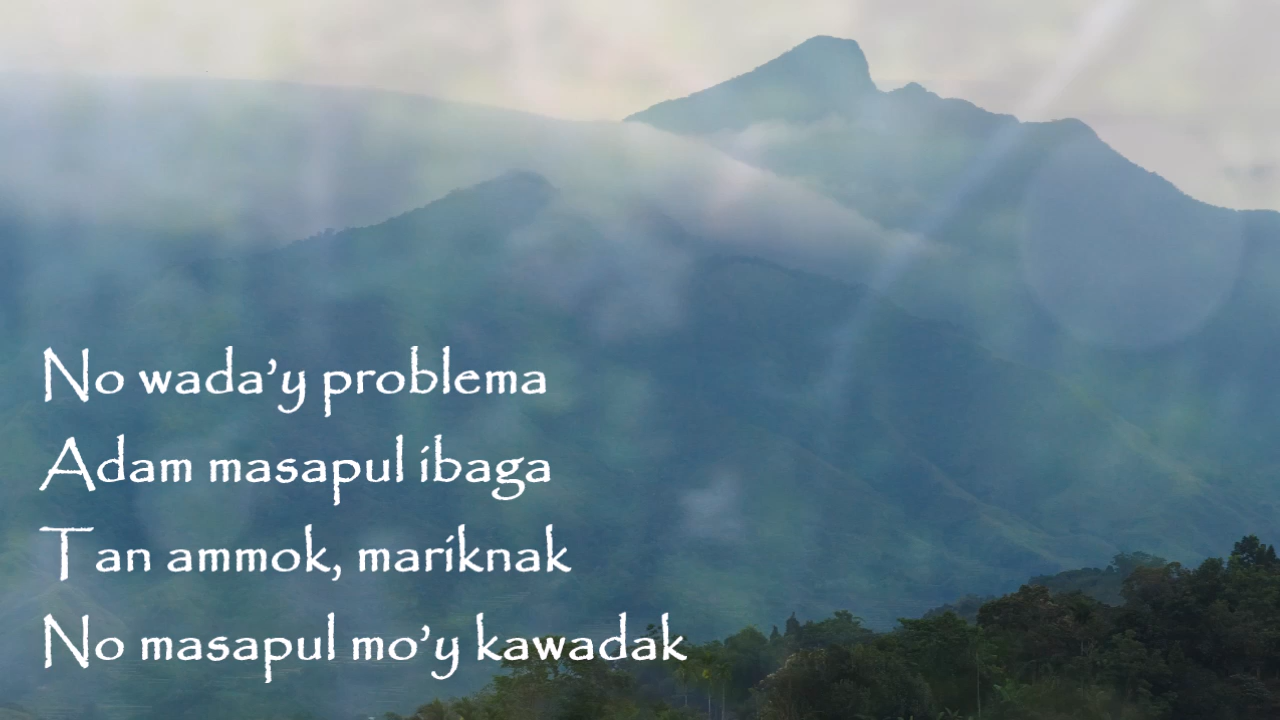 No wada’y problema
Adam masapul ibaga
Tan ammok, mariknak
No masapul mo’y kawadak